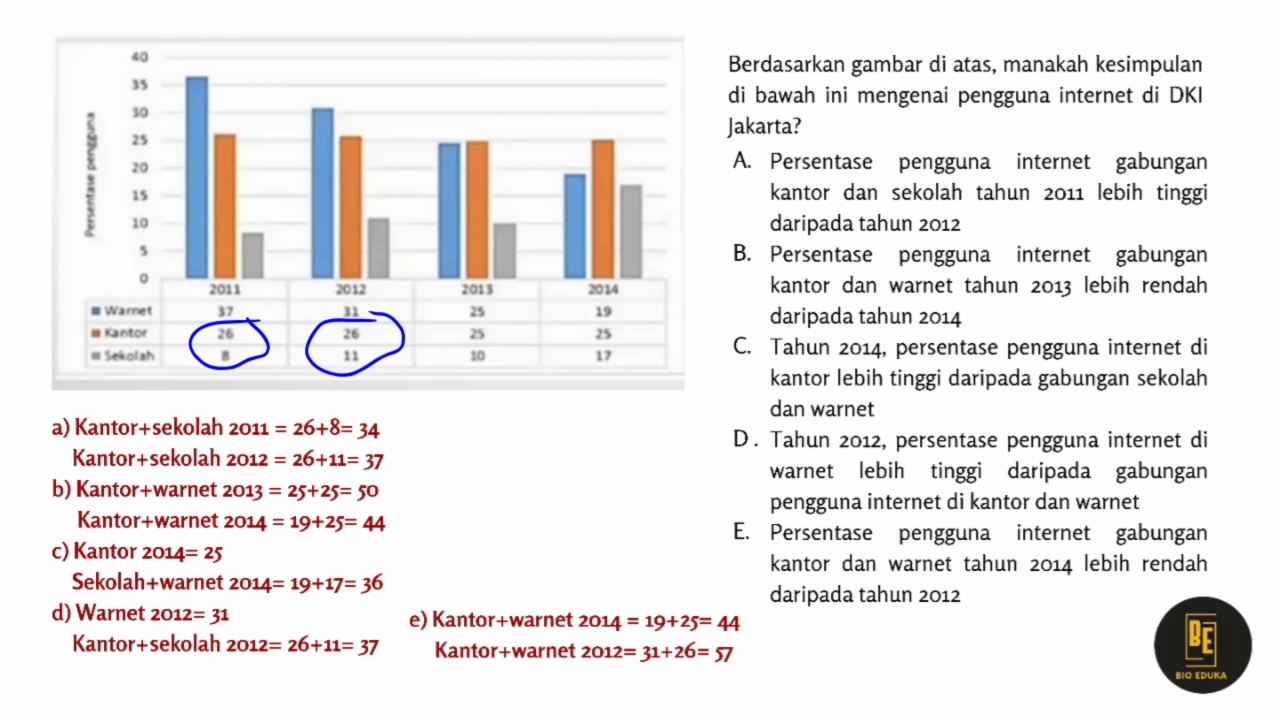 40
35
30
25
20
15
10
5
0
Persentase pengguna
2011 2012 2013 2014
Warnet 37 31 25 19
Kantor 26 26 25 25
Sekolah 8 11 10 17
a) Kantor+sekolah 2011 = 26+8= 34
Kantor+sekolah 2012 = 26+11= 37
b) Kantor+warnet 2013 = 25+25= 50
Kantor+warnet 2014 = 19+25= 44
c) Kantor 2014= 25
Sekolah+warnet 2014= 19+17= 36
d) Warnet 2012= 31
Kantor+sekolah 2012= 26+11= 37
e) Kantor+warnet 2014 = 19+25= 44
Kantor+warnet 2012= 31+26= 57
Berdasarkan gambar di atas, manakah kesimpulan
di bawah ini mengenai pengguna internet di DKI
Jakarta?
A. Persentase pengguna internet gabungan
kantor dan sekolah tahun 2011 lebih tinggi
daripada tahun 2012
B. Persentase pengguna internet gabungan
kantor dan warnet tahun 2013 lebih rendah
daripada tahun 2014
C. Tahun 2014, persentase pengguna internet di
kantor lebih tinggi daripada gabungan sekolah
dan warnet
D. Tahun 2012, persentase pengguna internet di
warnet lebih tinggi daripada gabungan
pengguna internet di kantor dan warnet
E. Persentase pengguna internet gabungan
kantor dan warnet tahun 2014 lebih rendah
daripada tahun 2012
BE
BIO EDUKA